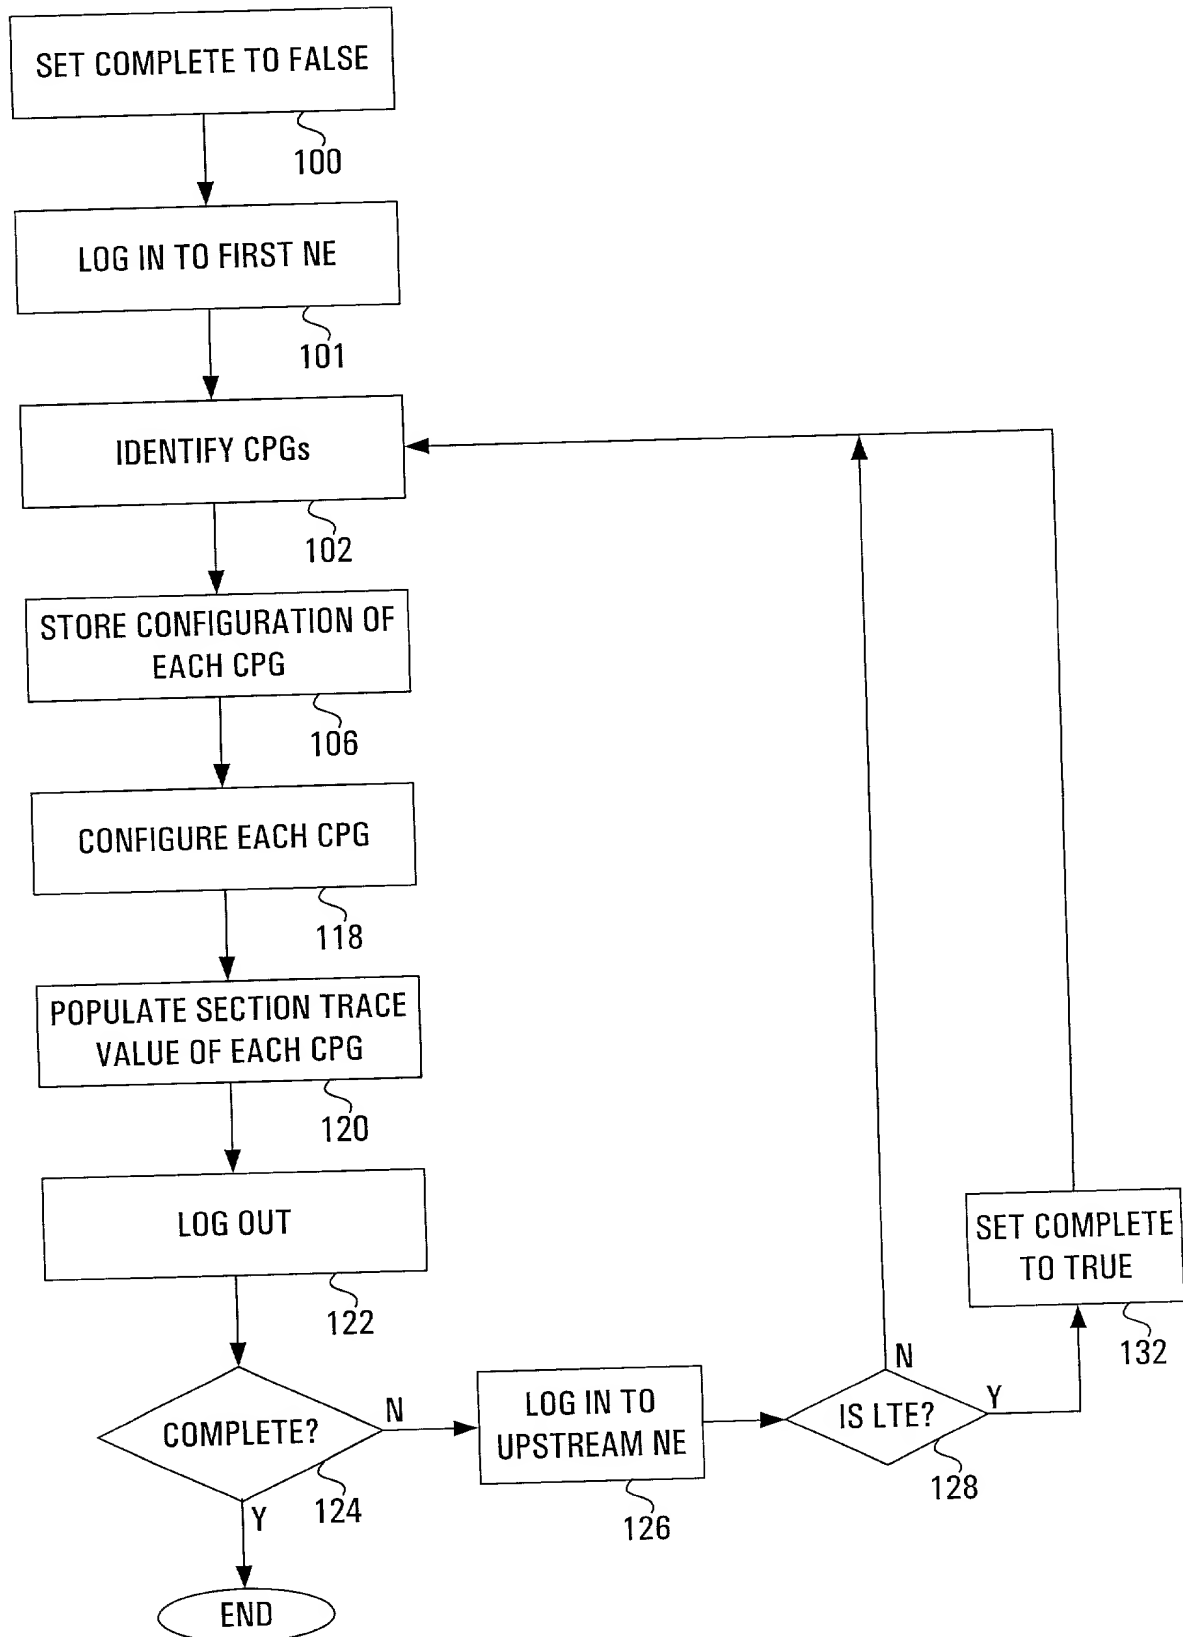 SET COMPLETE TO FALSE
100
LOG IN TO FIRST NE
101
IDENTIFY CPGs
102
STORE CONFIGURATION OF
EACH CPG
106
CONFIGURE EACH CPG
118
POPULATE SECTION TRACE
VALUE OF EACH CPG
120
LOG OUT
122
COMPLETE?
124
N
Y
LOG IN TO
UPSTREAM NE
126
IS LTE?
128
N
Y
SET COMPLETE
TO TRUE
132
END